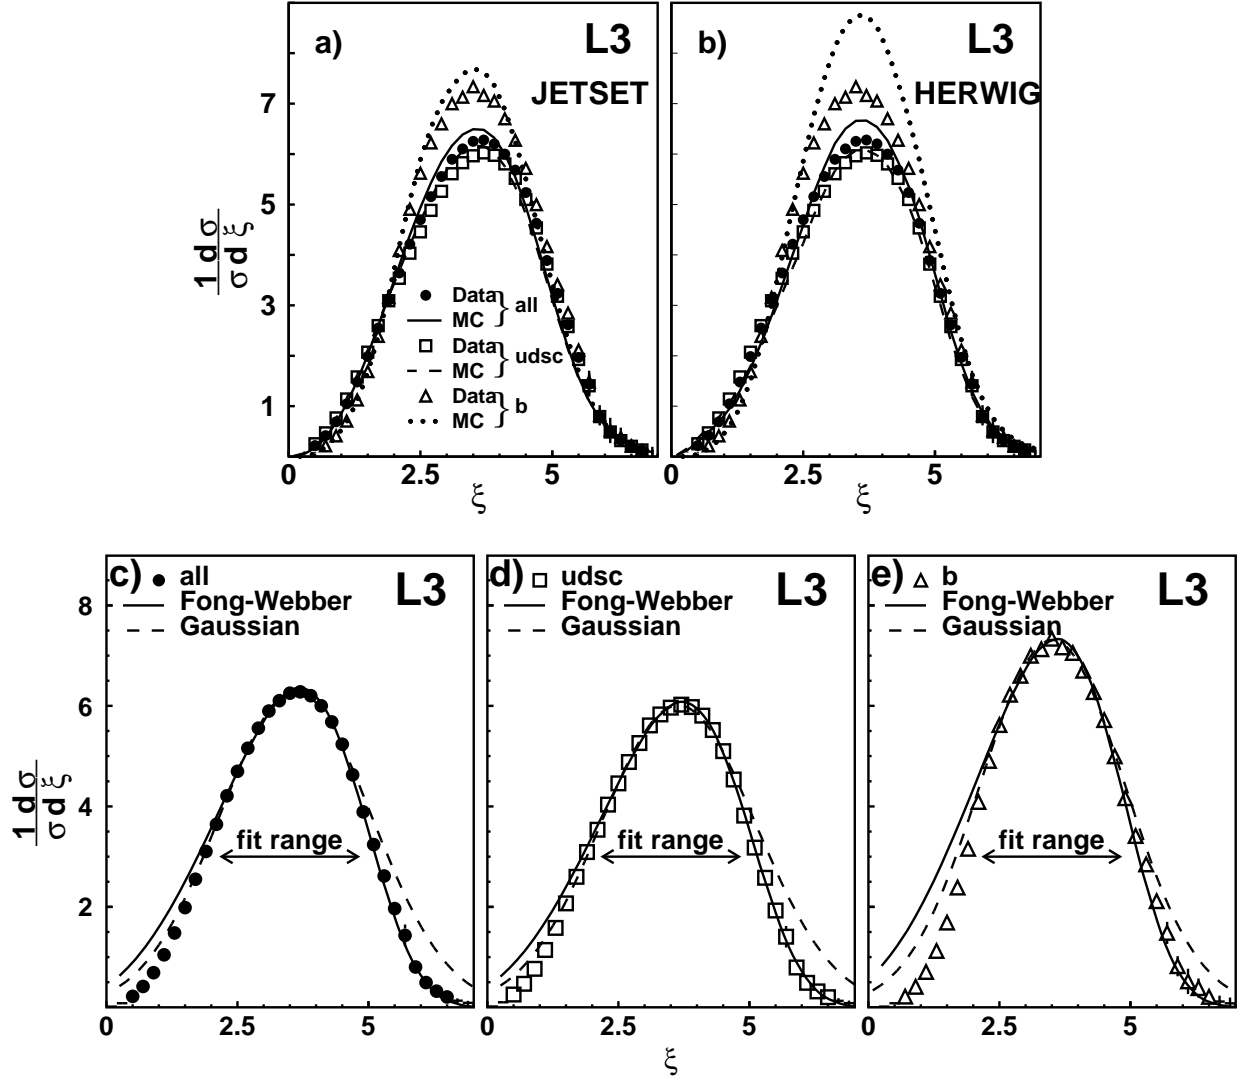 a)
L3
JETSET
b)
L3
HERWIG
1 d σ
σ d ξ
7
5
3
1
Data
MC
} all
Data
MC
} udsc
Data
MC
} b
0
2.5
5
0
2.5
5
ξ
ξ
c)
all
L3
Fong-Webber
Gaussian
d)
udsc
L3
Fong-Webber
Gaussian
e)
b
L3
Fong-Webber
Gaussian
1 d σ
σ d ξ
8
6
4
2
fit range
fit range
fit range
0
2.5
5
0
2.5
5
0
2.5
5
ξ